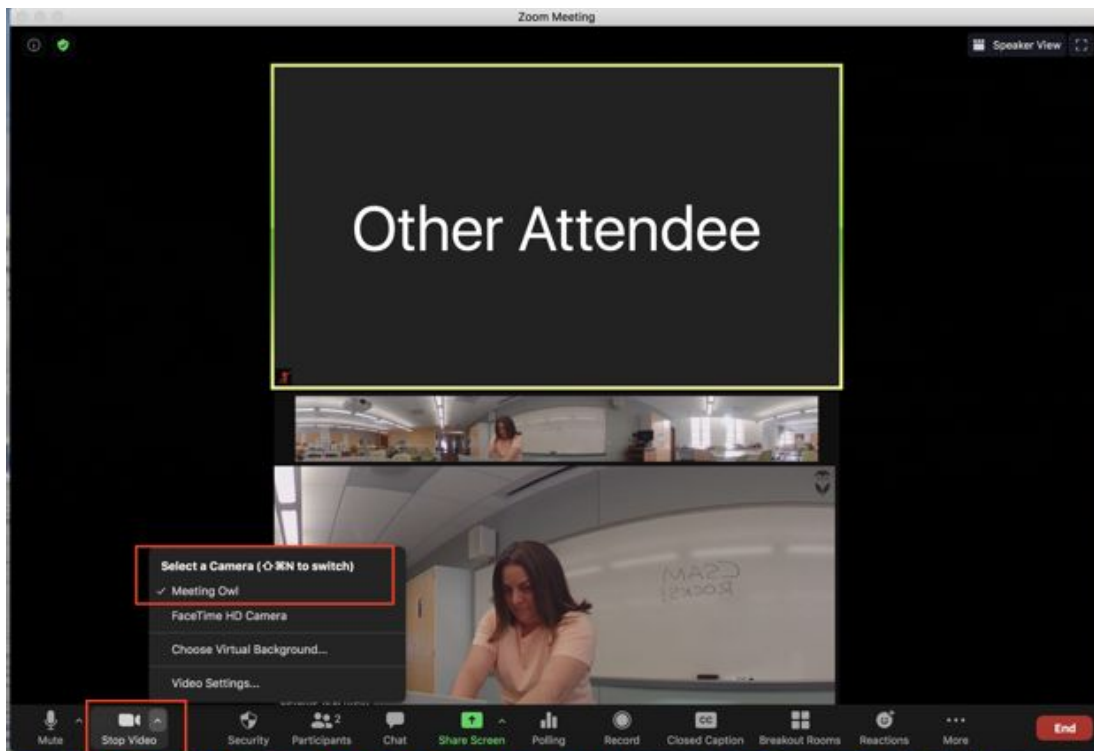 Zoom Meeting
Speaker View
Other Attendee
CSAM
ROCKS!
Select a Camera (⇧⌘N to switch)
✓ Meeting Owl
FaceTime HD Camera
Choose Virtual Background...
Video Settings...
2
CC
Mute
Stop Video
Security
Participants
Chat
Share Screen
Polling
Record
Closed Caption
Breakout Rooms
Reactions
More
End